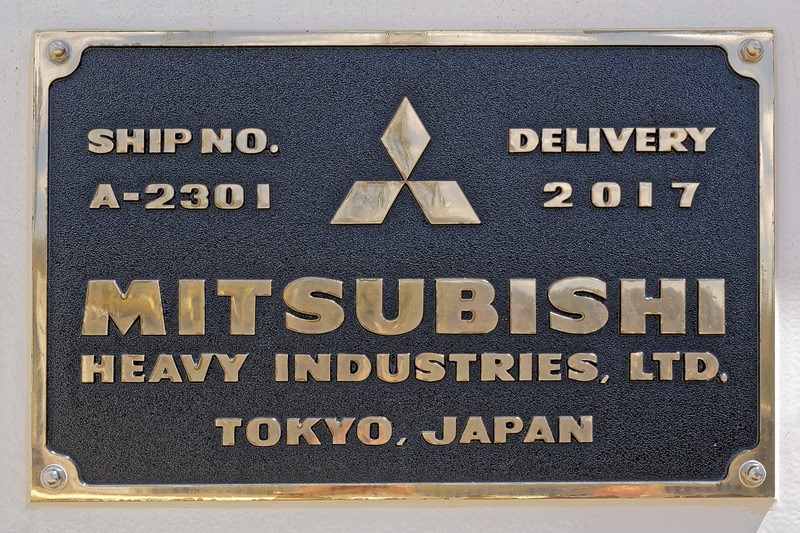 SHIP NO. DELIVERY
A-2301 2017
MITSUBISHI
HEAVY INDUSTRIES, LTD.
TOKYO, JAPAN